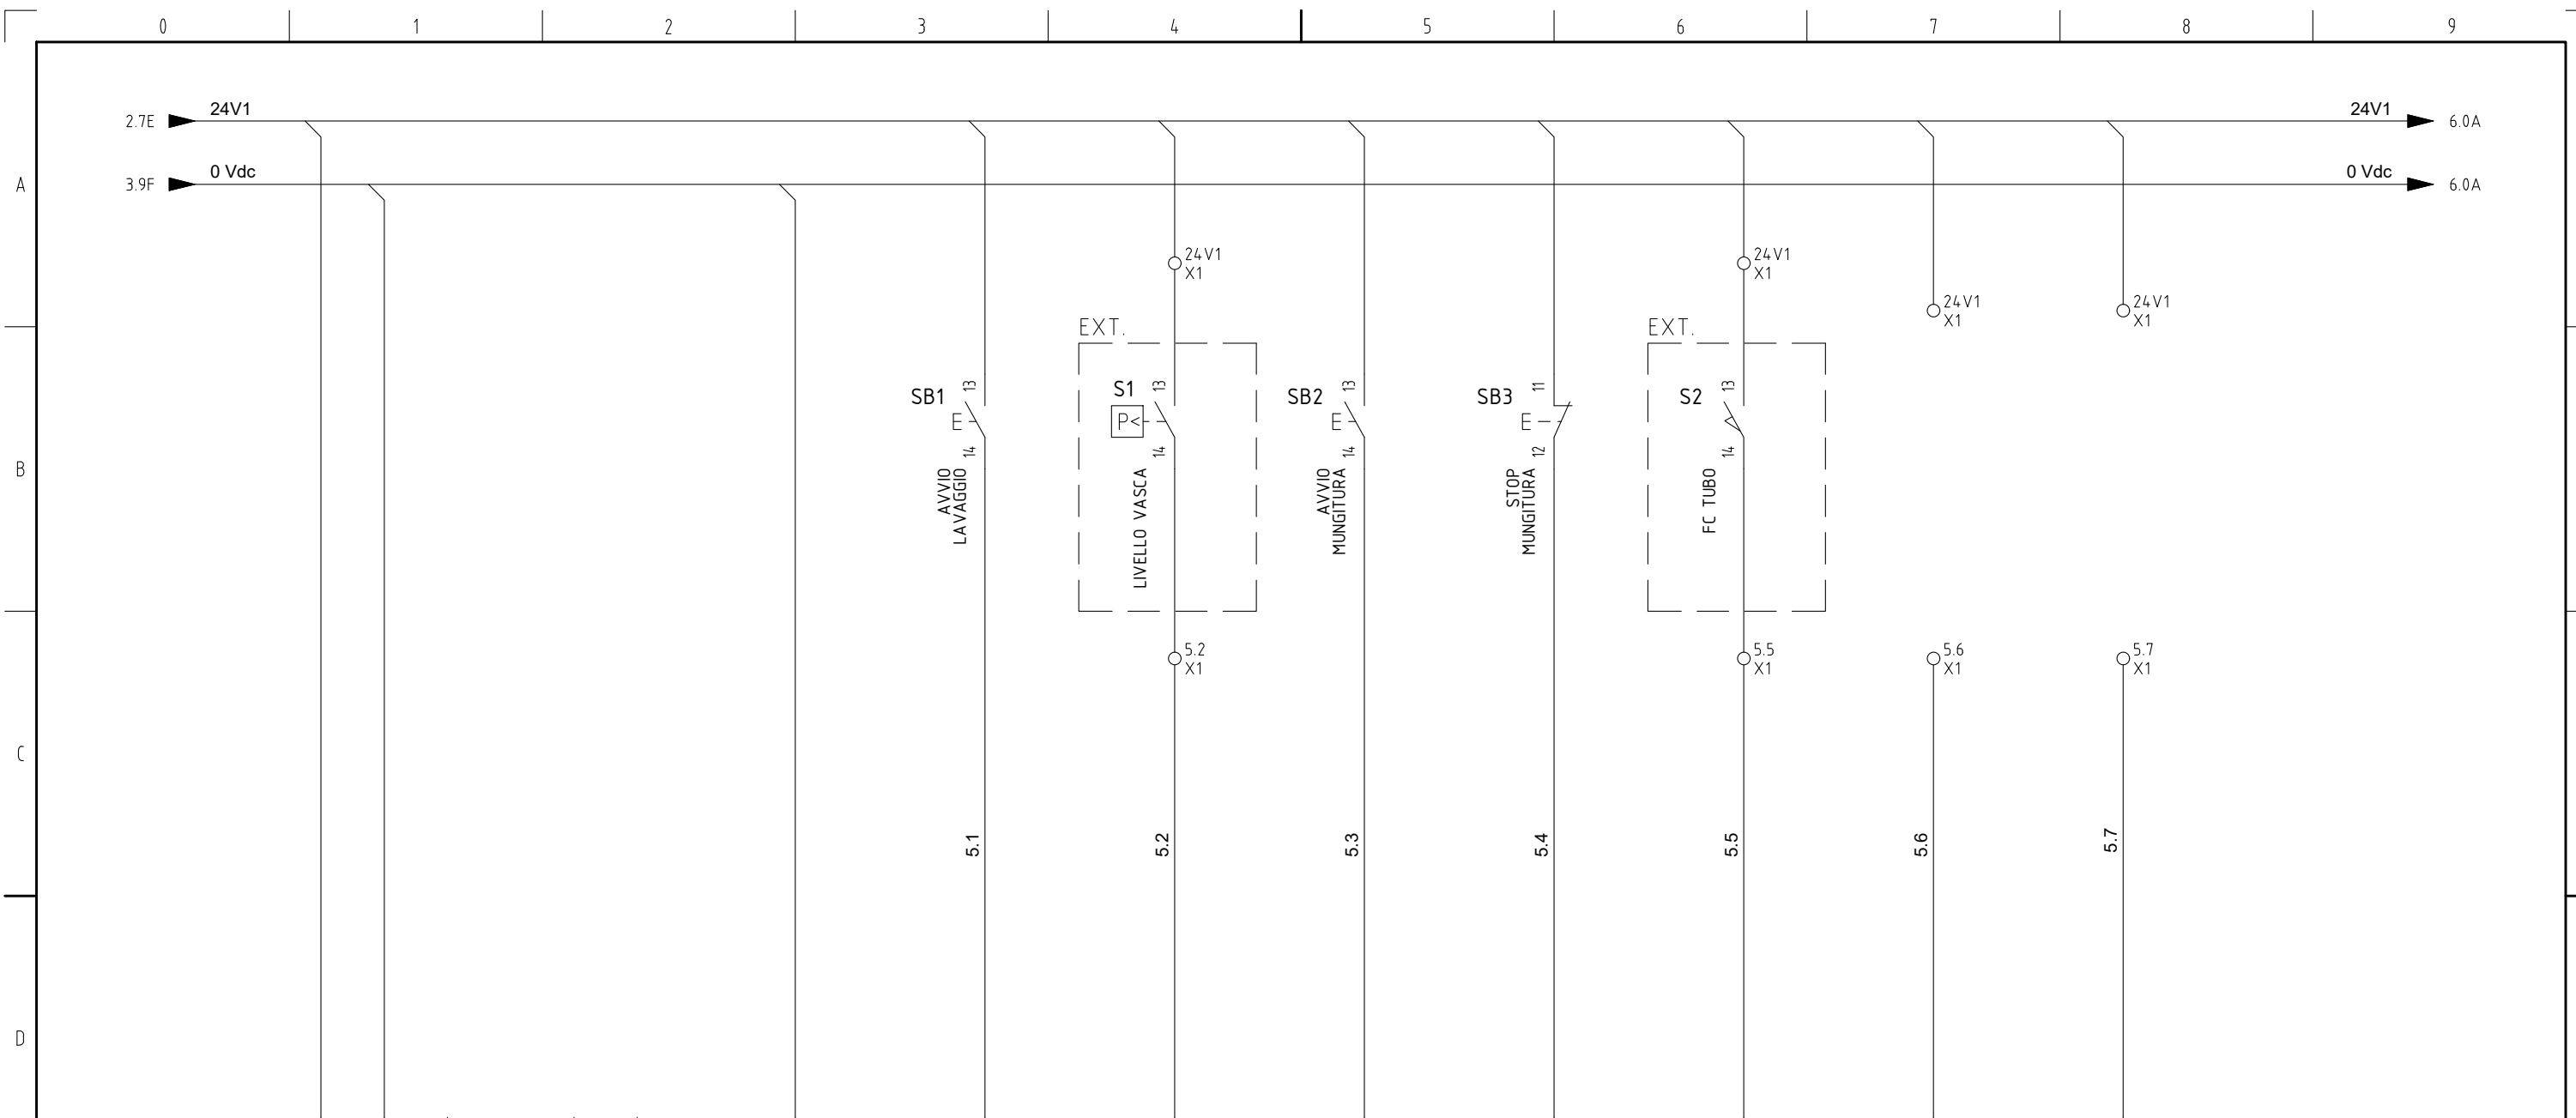 0 1 2 3 4 5 6 7 8 9
24V1 24V1
2.7E 6.0A
0 Vdc 0 Vdc
A 3.9F 6.0A
24V1 24V1
X1 X1
24V1 24V1
X1 X1
EXT. EXT.
13 13 13 11 13
SB1 S1 SB2 SB3 S2
E P< E E
14 14 14 12 14
B
AVVIO
LAVAGGIO
LIVELLO VASCA
AVVIO
MUNGITURA
STOP
MUNGITURA
FC TUBO
5.2 5.5 5.6 5.7
X1 X1 X1 X1
C
5.1 5.2 5.3 5.4 5.5 5.6 5.7
D